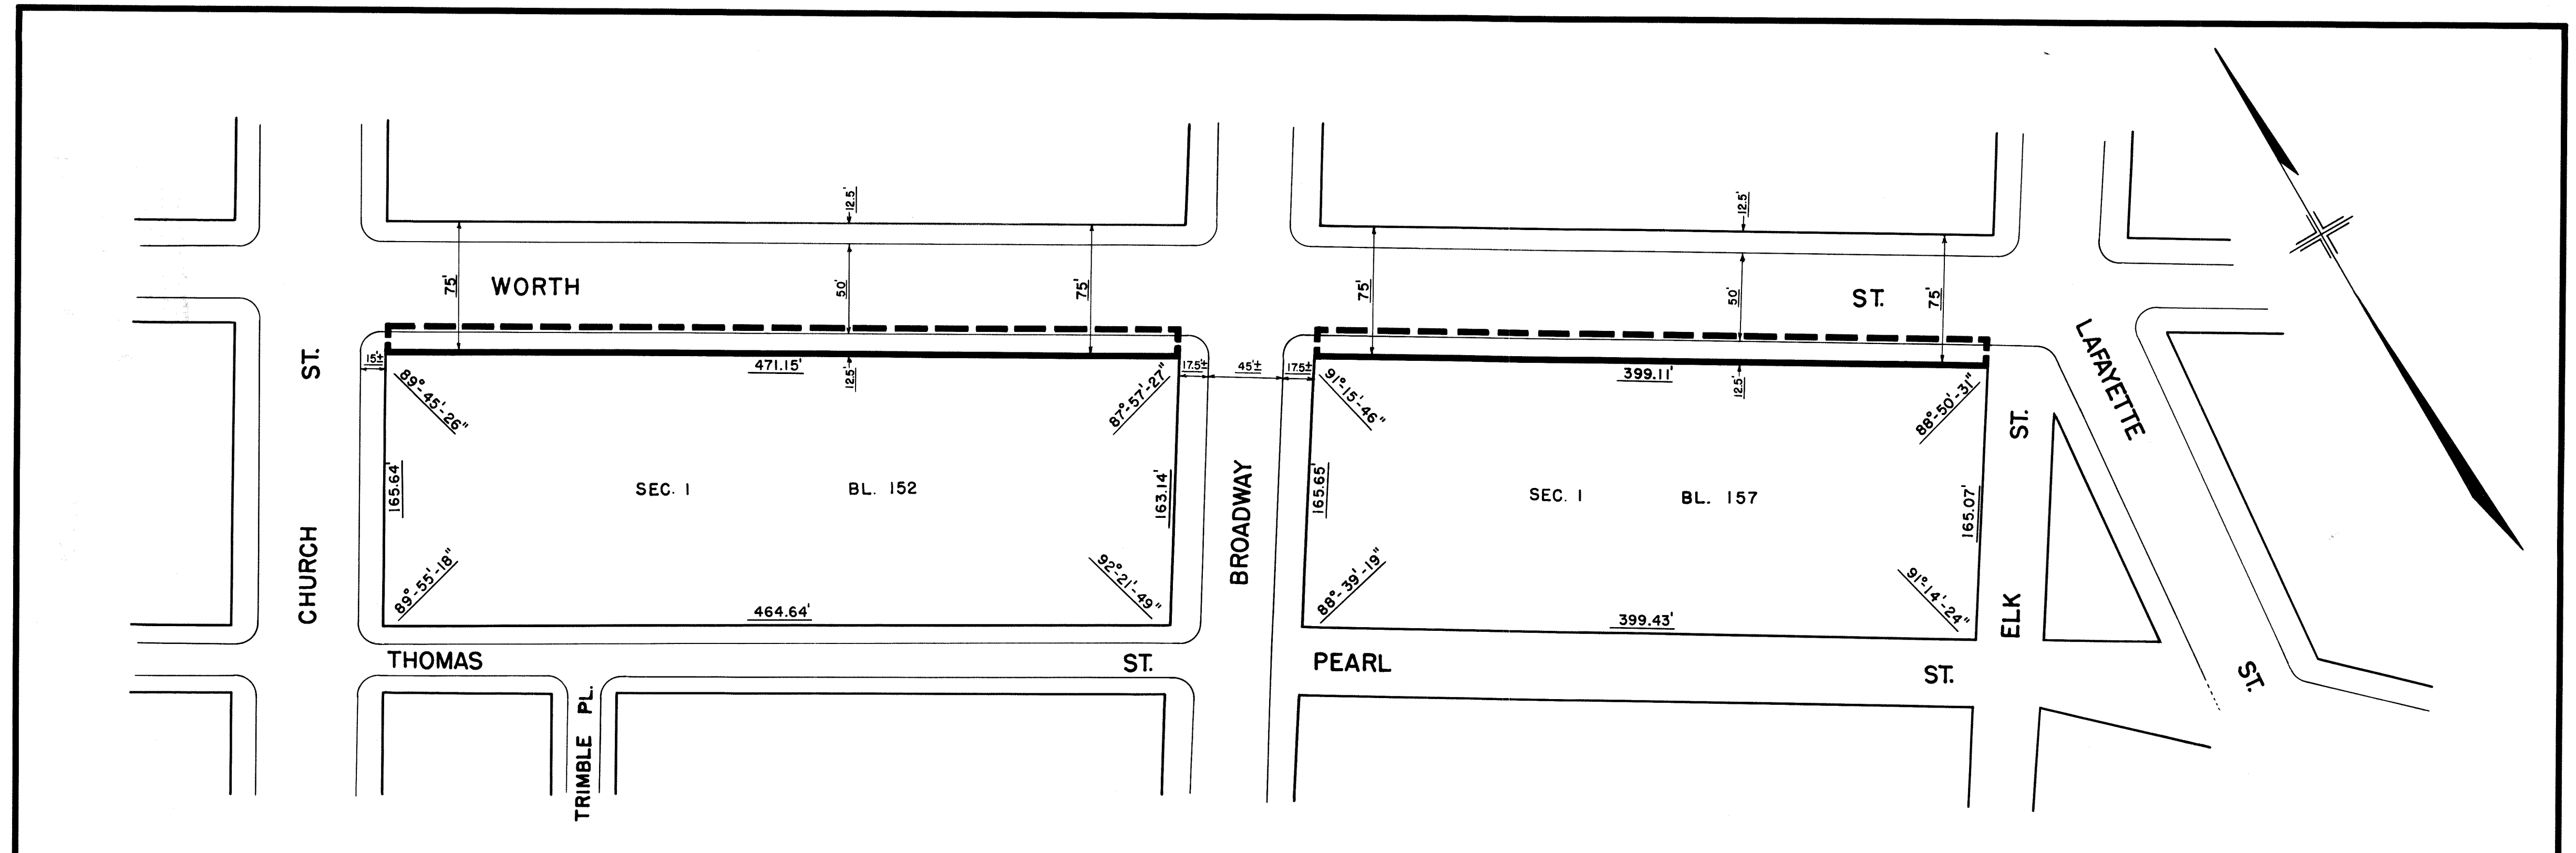 12.5'
12.5'
75'
WORTH
50'
75'
75'
50'
ST.
75'
LAFAYETTE
ST.
15'±
471.15'
12.5'
17.5'±
45'±
17.5'±
399.11'
12.5'
89°-45'-26"
87°-57'-27"
91°-15'-46"
88°-50'-31"
ST.
165.64'
SEC. 1 BL. 152
163.14'
BROADWAY
165.65'
SEC. 1 BL. 157
165.07'
CHURCH
89°-55'-18"
92°-21'-49"
88°-39'-19"
91°-14'-24"
464.64'
399.43'
ELK
THOMAS ST.
PEARL ST.
ST.
TRIMBLE PL.